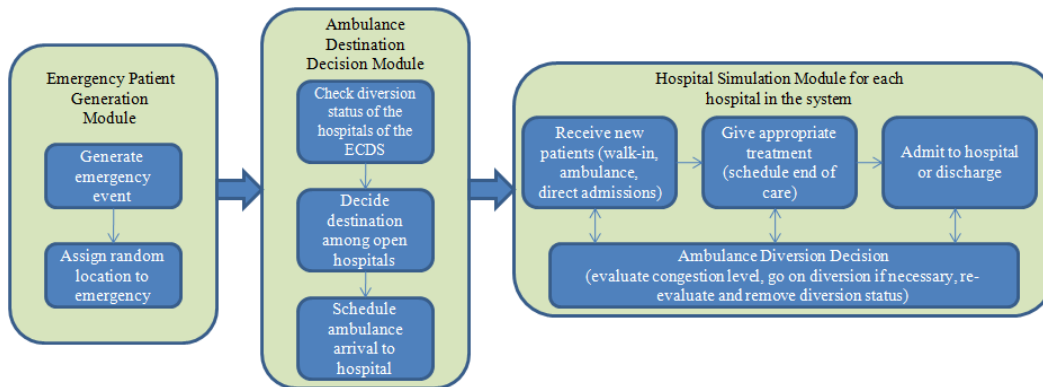 Emergency Patient
Generation
Module
Generate
emergency
event
Assign random
location to
emergency
Ambulance
Destination
Decision Module
Check diversion
status of the
hospitals of the
ECDS
Decide
destination
among open
hospitals
Schedule
ambulance
arrival to
hospital
Hospital Simulation Module for each
hospital in the system
Receive new
patients (walk-in,
ambulance,
direct admissions)
Give appropriate
treatment
(schedule end of
care)
Admit to hospital
or discharge
Ambulance Diversion Decision
(evaluate congestion level, go on diversion if necessary, re-
evaluate and remove diversion status)